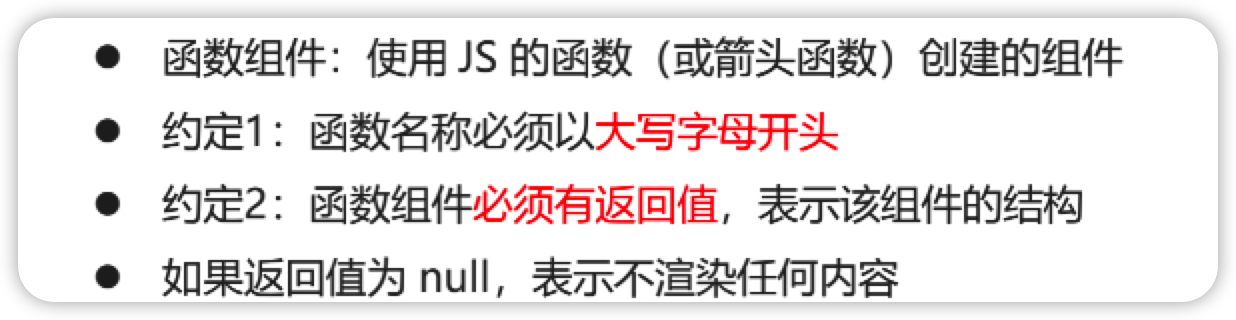 ● 函数组件：使用 JS 的函数（或箭头函数）创建的组件
● 约定1：函数名称必须以大写字母开头
● 约定2：函数组件必须有返回值，表示该组件的结构
● 如果返回值为 null，表示不渲染任何内容